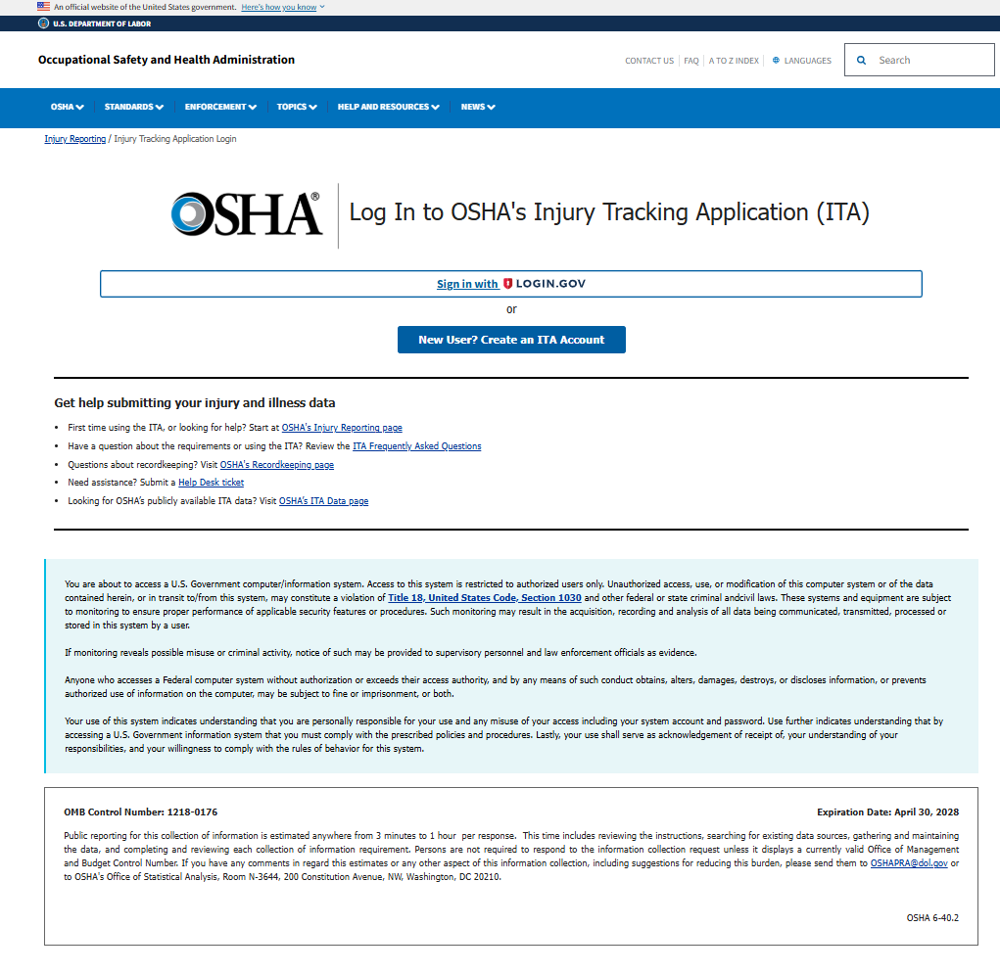 An official website of the United States government. Here's how you know
U.S. DEPARTMENT OF LABOR
Occupational Safety and Health Administration
CONTACT US FAQ A TO Z INDEX LANGUAGES Search
OSHA STANDARDS ENFORCEMENT TOPICS HELP AND RESOURCES NEWS
Injury Reporting / Injury Tracking Application Login
OSHA® Log In to OSHA's Injury Tracking Application (ITA)
Sign in with LOGIN.GOV
or
New User? Create an ITA Account
Get help submitting your injury and illness data
• First time using the ITA, or looking for help? Start at OSHA's Injury Reporting page
• Have a question about the requirements or using the ITA? Review the ITA Frequently Asked Questions
• Questions about recordkeeping? Visit OSHA's Recordkeeping page
• Need assistance? Submit a Help Desk ticket
• Looking for OSHA’s publicly available ITA data? Visit OSHA’s ITA Data page
You are about to access a U.S. Government computer/information system. Access to this system is restricted to authorized users only. Unauthorized access, use, or modification of this computer system or of the data
contained herein, or in transit to/from this system, may constitute a violation of Title 18, United States Code, Section 1030 and other federal or state criminal andcivil laws. These systems and equipment are subject
to monitoring to ensure proper performance of applicable security features or procedures. Such monitoring may result in the acquisition, recording and analysis of all data being communicated, transmitted, processed or
stored in this system by a user.
If monitoring reveals possible misuse or criminal activity, notice of such may be provided to supervisory personnel and law enforcement officials as evidence.
Anyone who accesses a Federal computer system without authorization or exceeds their access authority, and by any means of such conduct obtains, alters, damages, destroys, or discloses information, or prevents
authorized use of information on the computer, may be subject to fine or imprisonment, or both.
Your use of this system indicates understanding that you are personally responsible for your use and any misuse of your access including your system account and password. Use further indicates understanding that by
accessing a U.S. Government information system that you must comply with the prescribed policies and procedures. Lastly, your use shall serve as acknowledgement of receipt of, your understanding of your
responsibilities, and your willingness to comply with the rules of behavior for this system.
OMB Control Number: 1218-0176 Expiration Date: April 30, 2028
Public reporting for this collection of information is estimated anywhere from 3 minutes to 1 hour per response. This time includes reviewing the instructions, searching for existing data sources, gathering and maintaining
the data, and completing and reviewing each collection of information requirement. Persons are not required to respond to the information collection request unless it displays a currently valid Office of Management
and Budget Control Number. If you have any comments in regard this estimates or any other aspect of this information collection, including suggestions for reducing this burden, please send them to OSHAPRA@dol.gov or
to OSHA's Office of Statistical Analysis, Room N-3644, 200 Constitution Avenue, NW, Washington, DC 20210.
OSHA 6-40.2